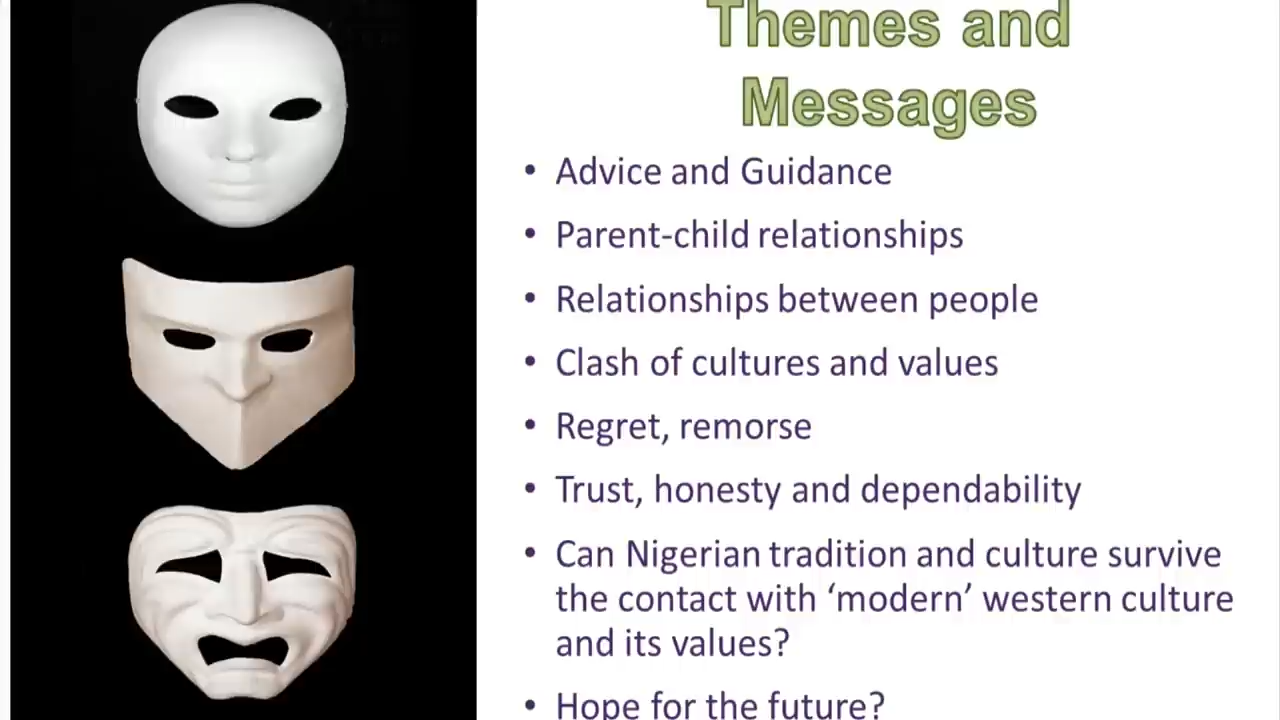 Themes and
Messages
• Advice and Guidance
• Parent-child relationships
• Relationships between people
• Clash of cultures and values
• Regret, remorse
• Trust, honesty and dependability
• Can Nigerian tradition and culture survive
the contact with ‘modern’ western culture
and its values?
• Hope for the future?